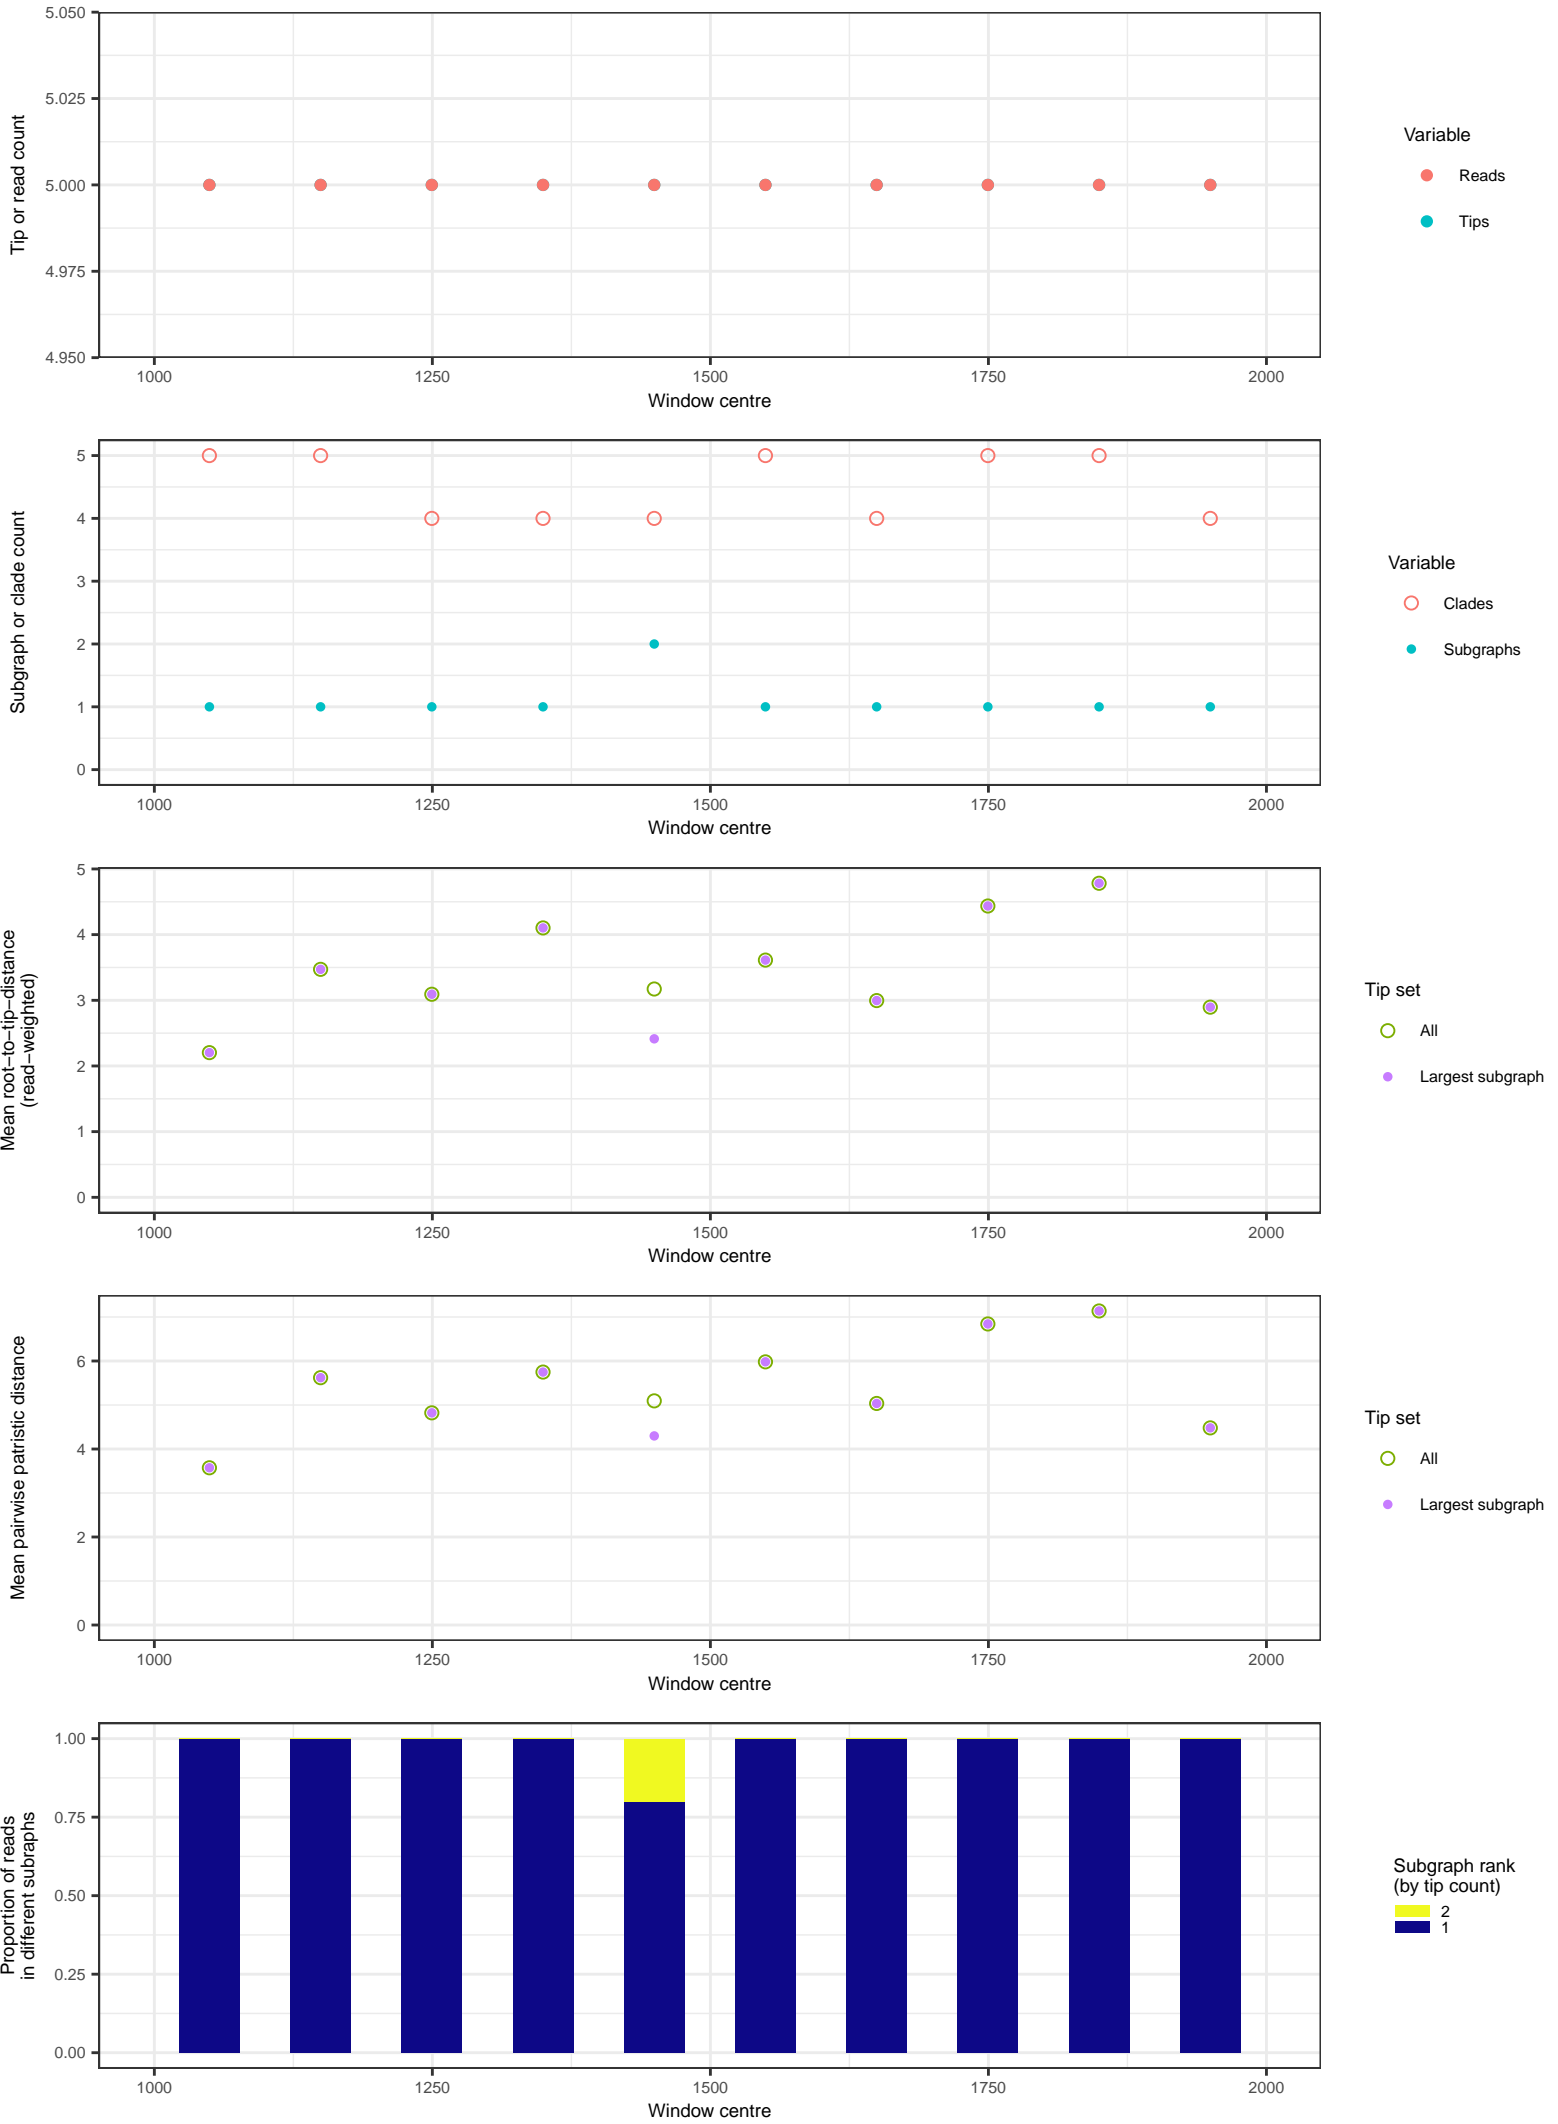 5.050
5.025
5.000
4.975
4.950
Tip or read count
1000 1250 1500 1750 2000
Window centre
Variable
Reads
Tips
5
4
3
2
1
0
Subgraph or clade count
1000 1250 1500 1750 2000
Window centre
Variable
Clades
Subgraphs
5
4
3
2
1
0
Mean root−to−tip−distance
(read−weighted)
1000 1250 1500 1750 2000
Window centre
Tip set
All
Largest subgraph
6
4
2
0
Mean pairwise patristic distance
1000 1250 1500 1750 2000
Window centre
Tip set
All
Largest subgraph
1.00
0.75
0.50
0.25
0.00
Proportion of reads
in different subraphs
1000 1250 1500 1750 2000
Window centre
Subgraph rank
(by tip count)
2
1